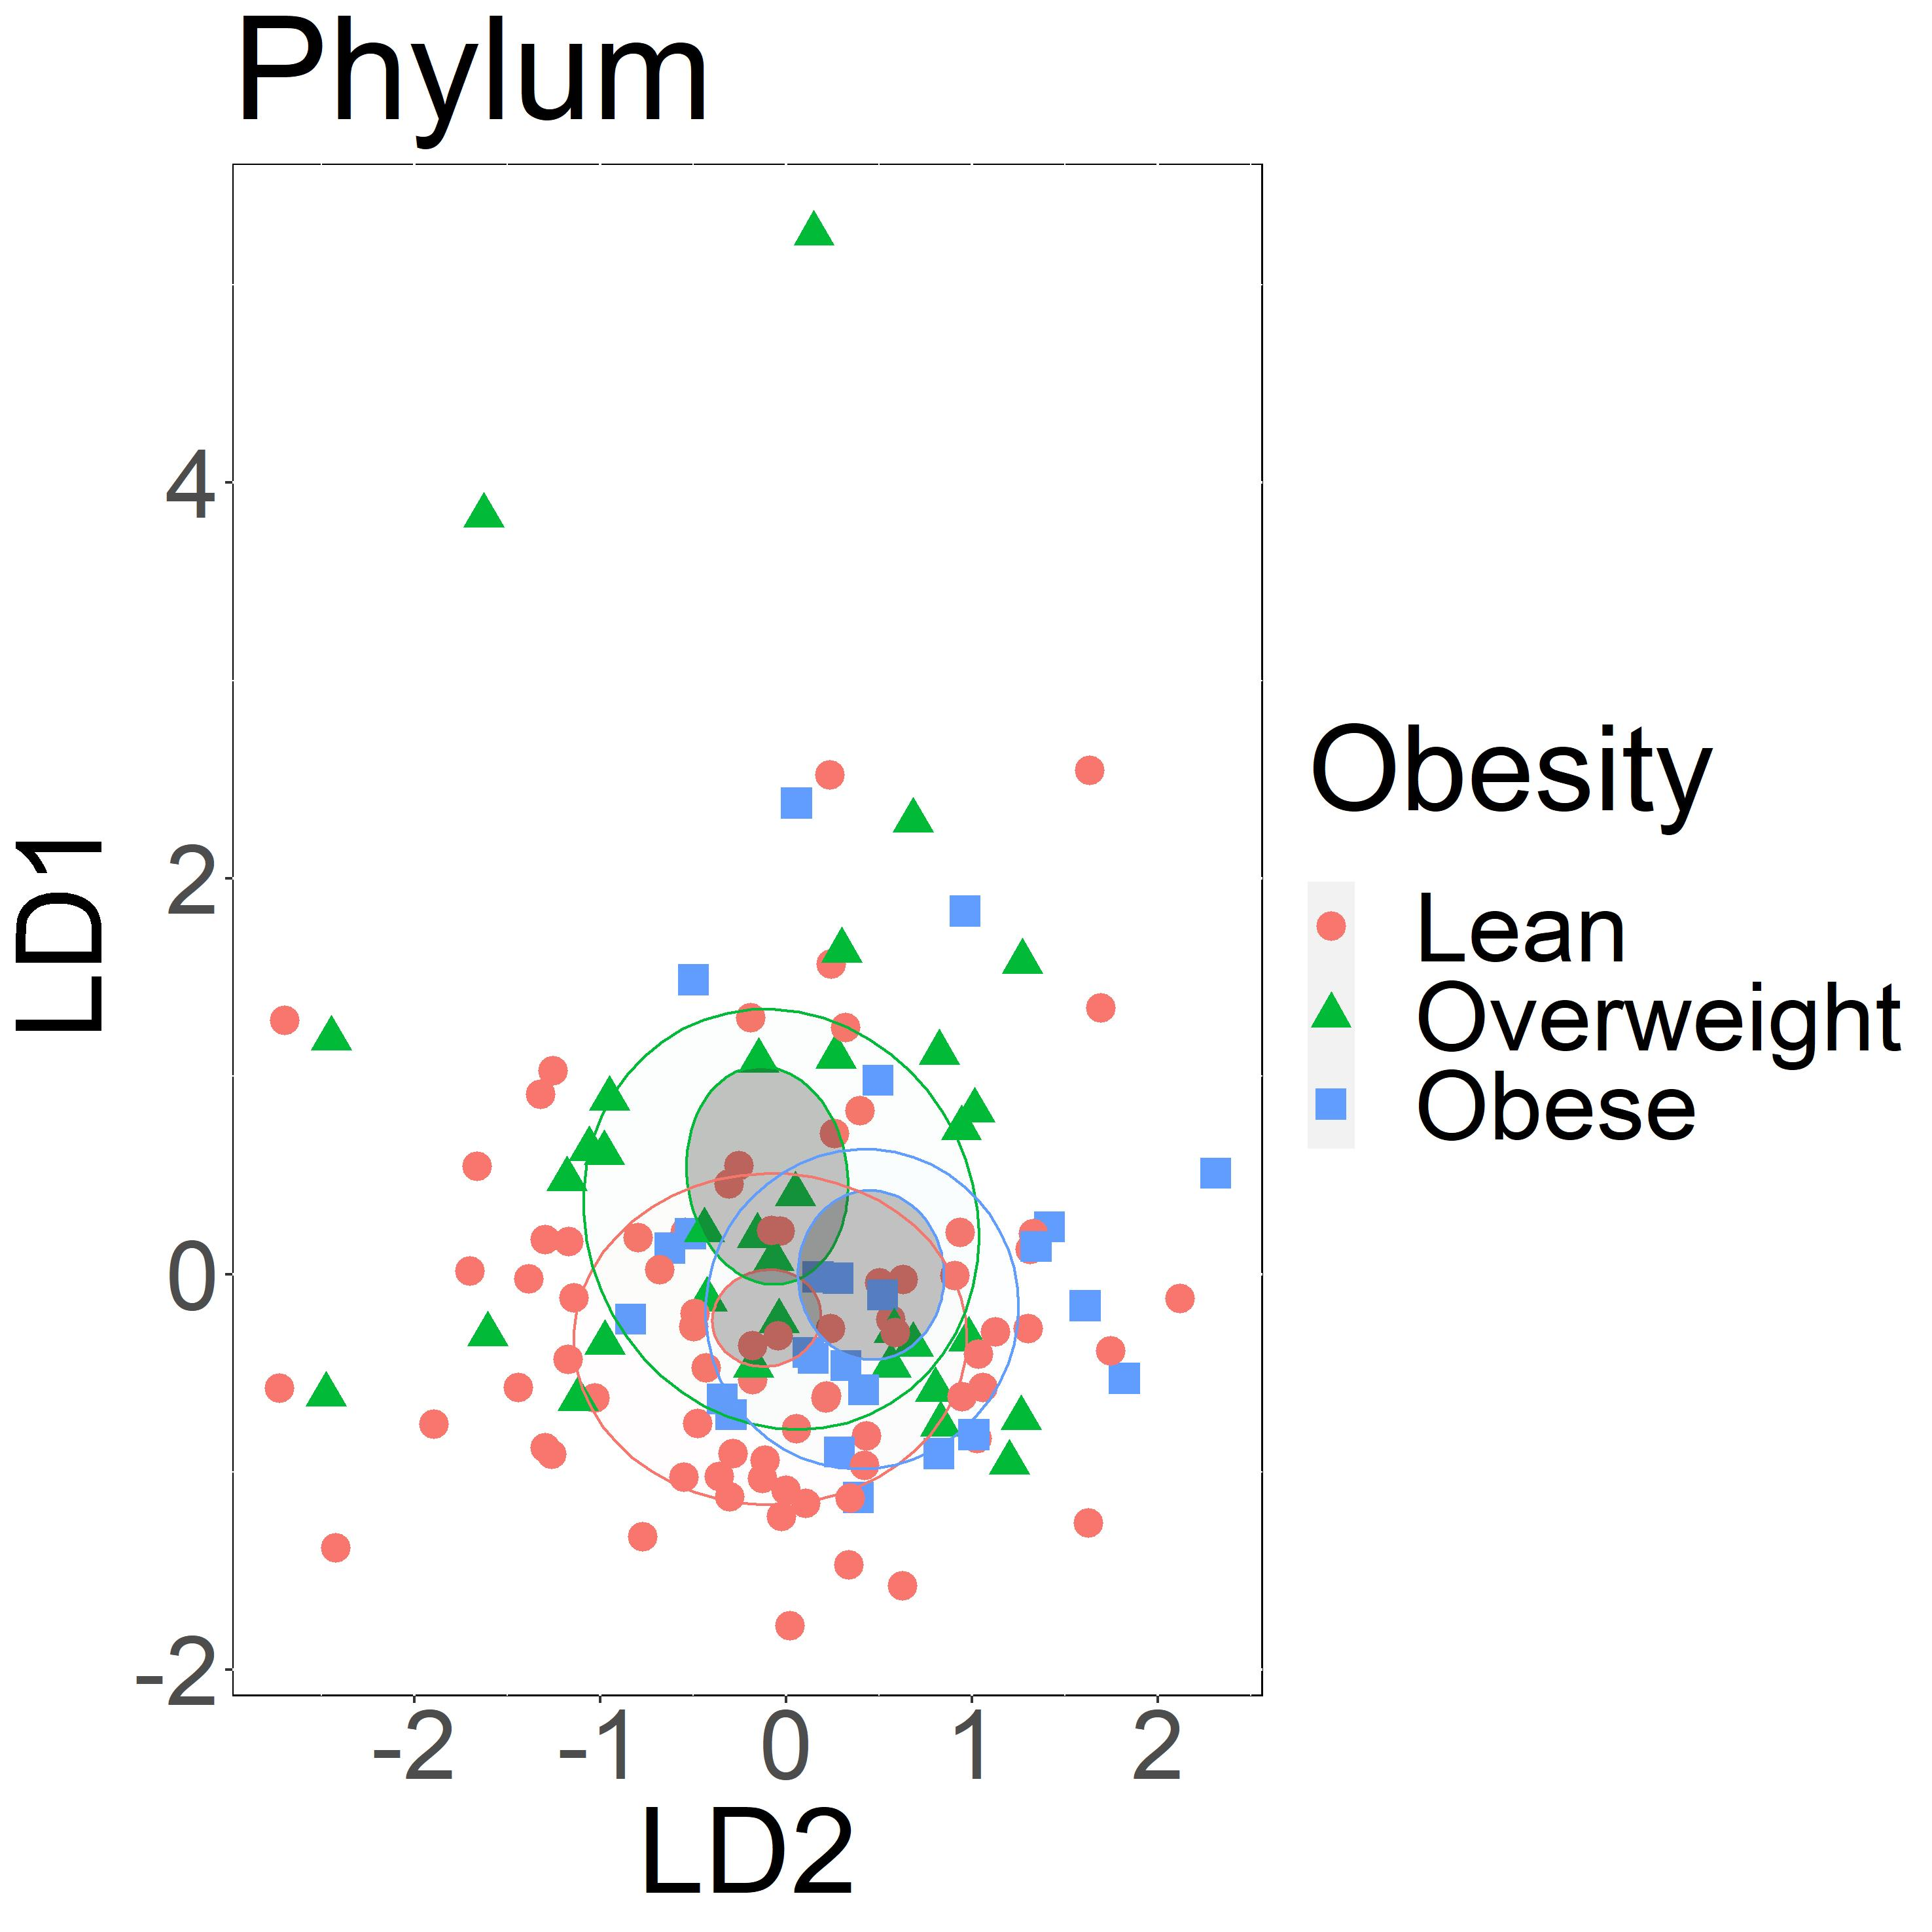 Phylum
4
2
0
-2
LD1
-2 -1 0 1 2
LD2
Obesity
Lean
Overweight
Obese